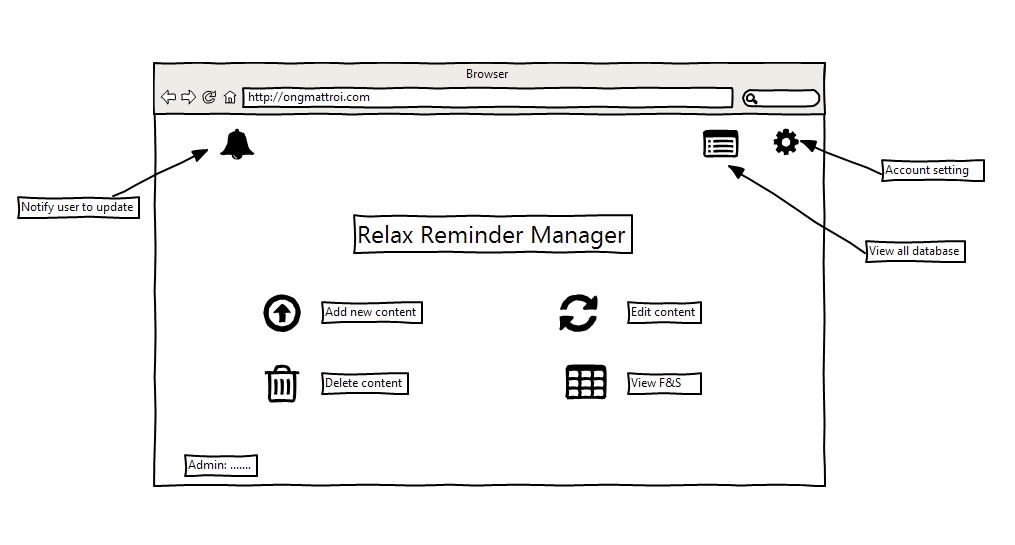 Browser
http://ongmattroi.com
Account setting
Notify user to update
Relax Reminder Manager
View all database
Add new content
Edit content
Delete content
View F&S
Admin: .......